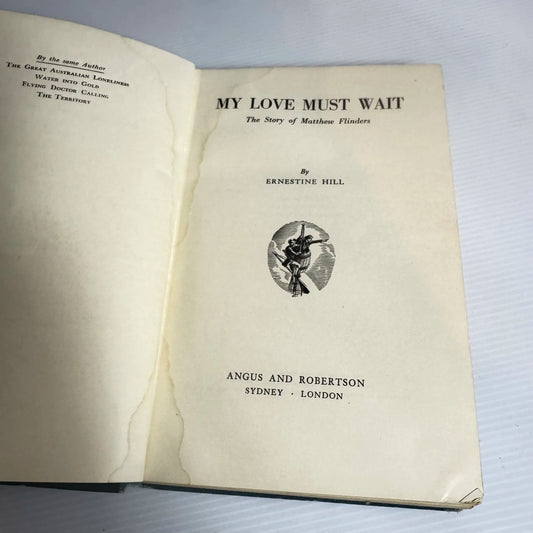 By the same Author
THE GREAT AUSTRALIAN LONELINESS
WATER INTO GOLD
FLYING DOCTOR CALLING
THE TERRITORY
MY LOVE MUST WAIT
The Story of Matthew Flinders
By
ERNESTINE HILL
ANGUS AND ROBERTSON
SYDNEY · LONDON